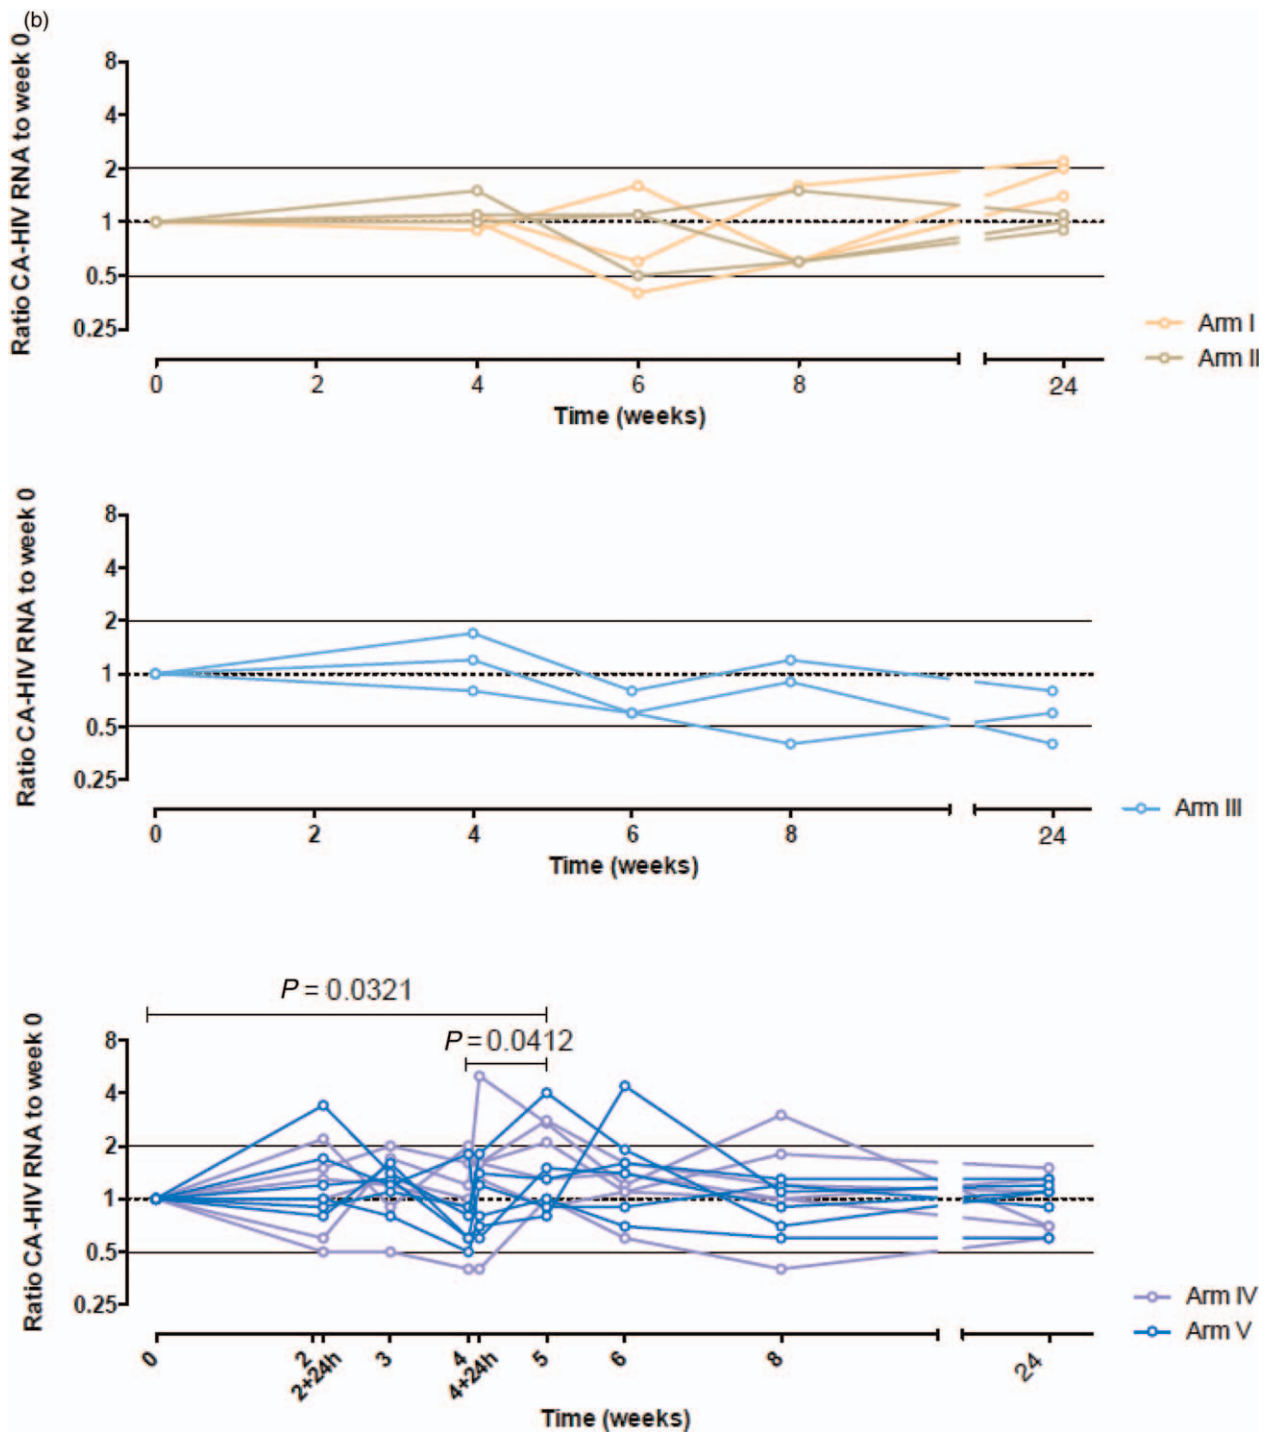 (b)
Ratio CA-HIV RNA to week 0
8
4
2
1
0.5
0.25
0 2 4 6 8 24
Time (weeks)
Arm I
Arm II
Ratio CA-HIV RNA to week 0
8
4
2
1
0.5
0.25
0 2 4 6 8 24
Time (weeks)
Arm III
P = 0.0321
P = 0.0412
Ratio CA-HIV RNA to week 0
8
4
2
1
0.5
0.25
0 2 2+24h 3 4 4+24h 5 6 8 24
Time (weeks)
Arm IV
Arm V